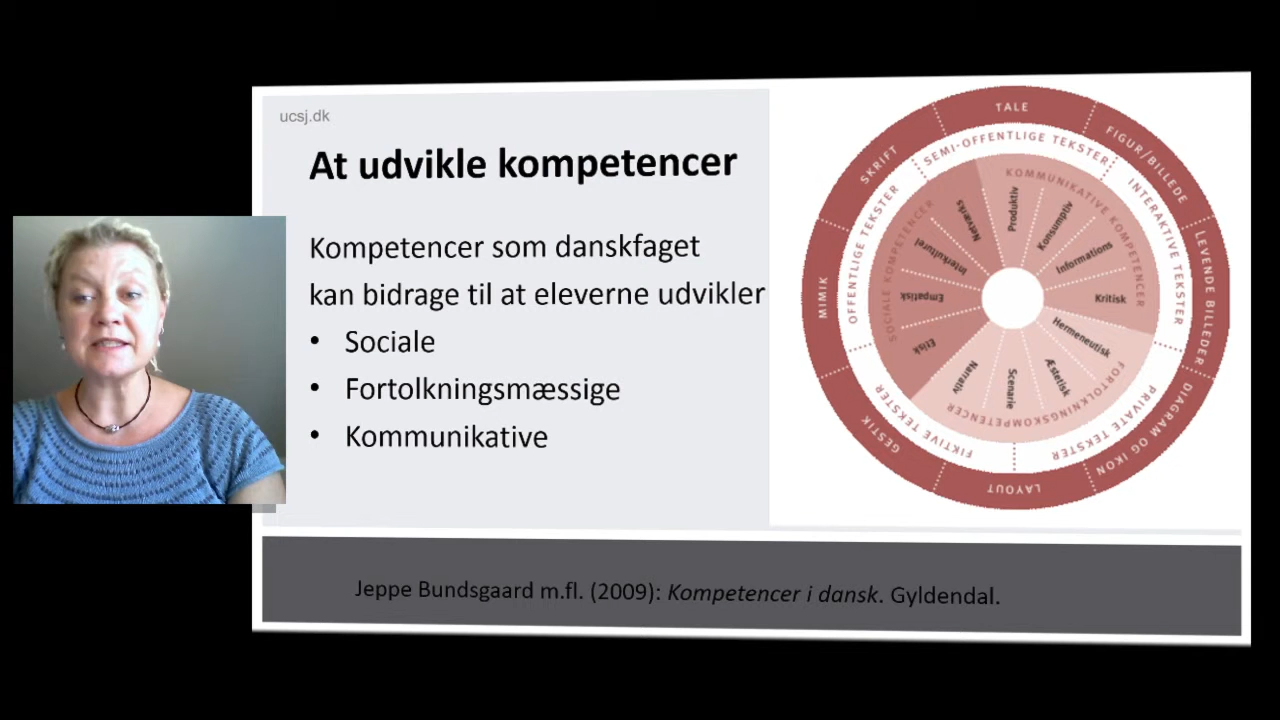 ucsj.dk
At udvikle kompetencer
Kompetencer som danskfaget
kan bidrage til at eleverne udvikler
• Sociale
• Fortolkningsmæssige
• Kommunikative
TALE
FIGUR/BILLEDE
LEVENDE BILLEDER
DIAGRAM OG IKON
LAYOUT
GESTIK
MIMIK
SKRIFT
SEMI-OFFENTLIGE TEKSTER
INTERAKTIVE TEKSTER
PRIVATE TEKSTER
FIKTIVE TEKSTER
OFFENTLIGE TEKSTER
KOMMUNIKATIVE KOMPETENCER
FORTOLKNINGSKOMPETENCER
SOCIALE KOMPETENCER
Produktiv
Konsumptiv
Informations
Kritisk
Hermeneutisk
Æstetisk
Scenarie
Narrativ
Etisk
Empatisk
Interkulturel
Netværks
Jeppe Bundsgaard m.fl. (2009): Kompetencer i dansk. Gyldendal.